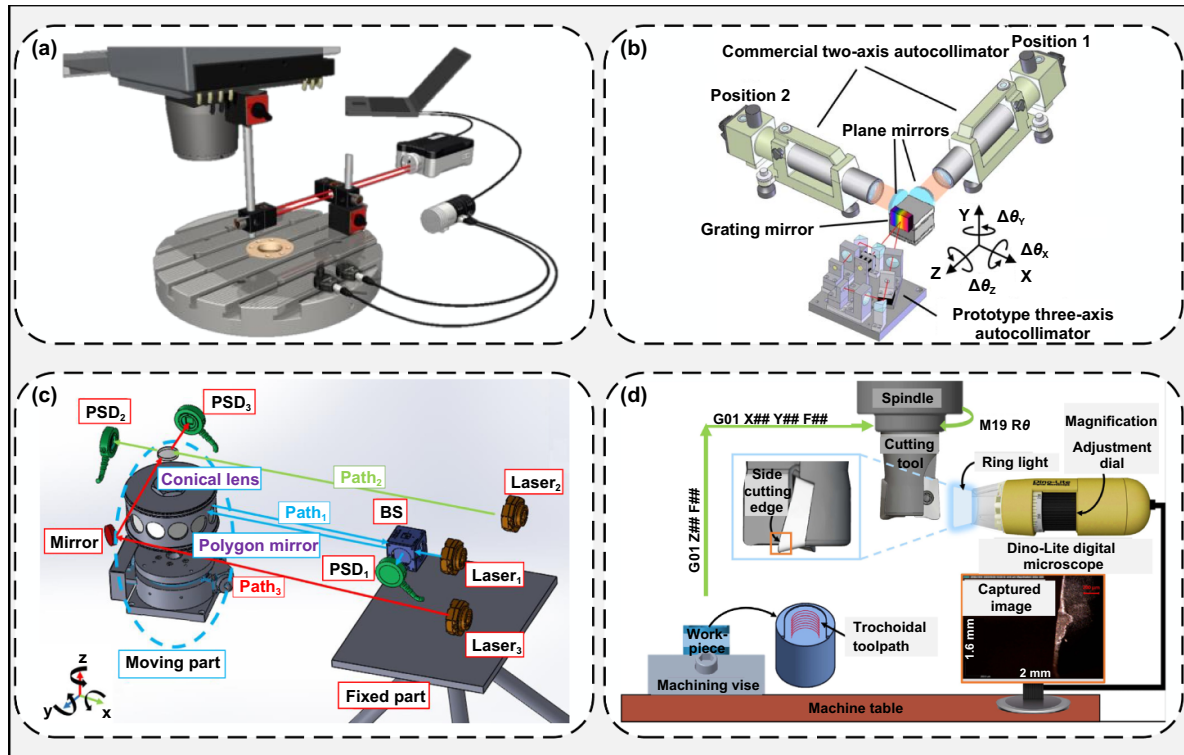 (a)
(b)
Commercial two-axis
autocollimator
Position 1
Position 2
Plane mirrors
Grating mirror
Y
ΔθY
ΔθX
Z
X
ΔθZ
Prototype three-axis
autocollimator
(c)
PSD2
PSD3
Conical lens
Path2
Laser2
Path1
BS
Mirror
Polygon mirror
PSD1
Laser1
Path3
Laser3
Moving part
Fixed part
z
y
x
(d)
Spindle
G01 X## Y## F##
M19 Rθ
Magnification
Adjustment
dial
Cutting
tool
Ring light
Side
cutting
edge
Dino-Lite
G01 Z## F##
Dino-Lite digital
microscope
Captured
image
1.6 mm
2 mm
Work-
piece
Trochoidal
toolpath
Machining vise
Machine table